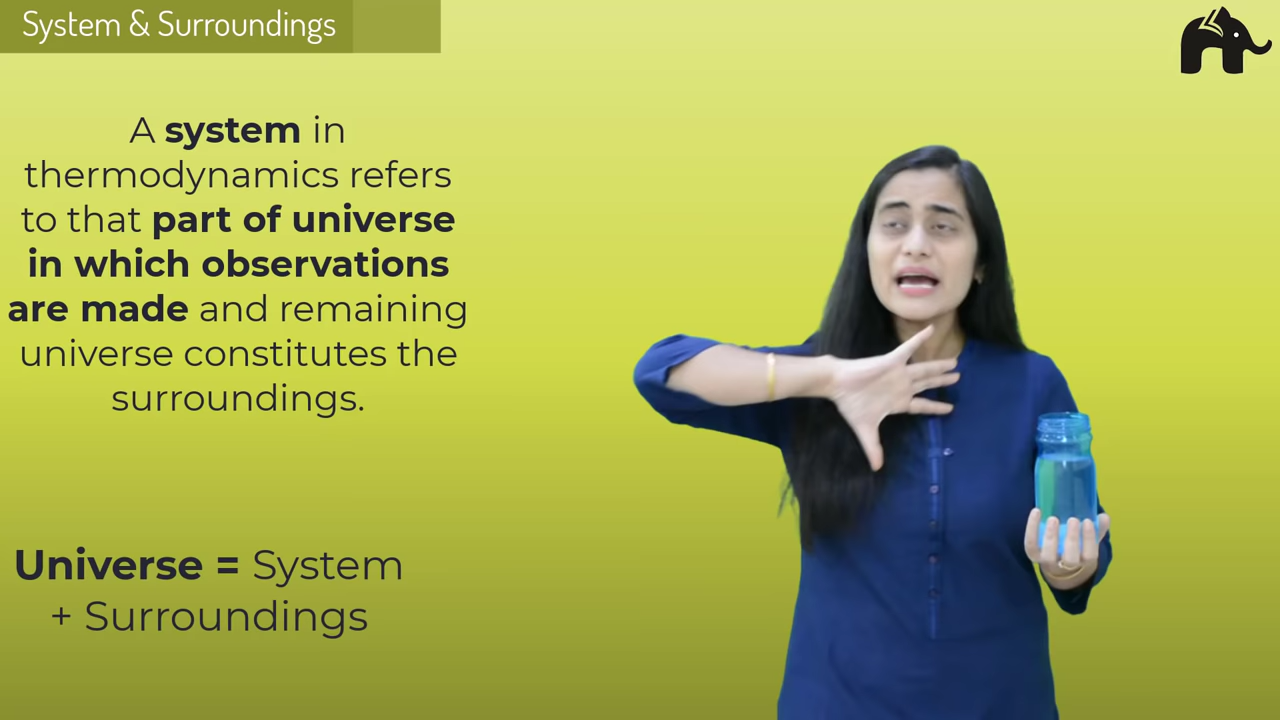 System & Surroundings
A system in
thermodynamics refers
to that part of universe
in which observations
are made and remaining
universe constitutes the
surroundings.
Universe = System
+ Surroundings